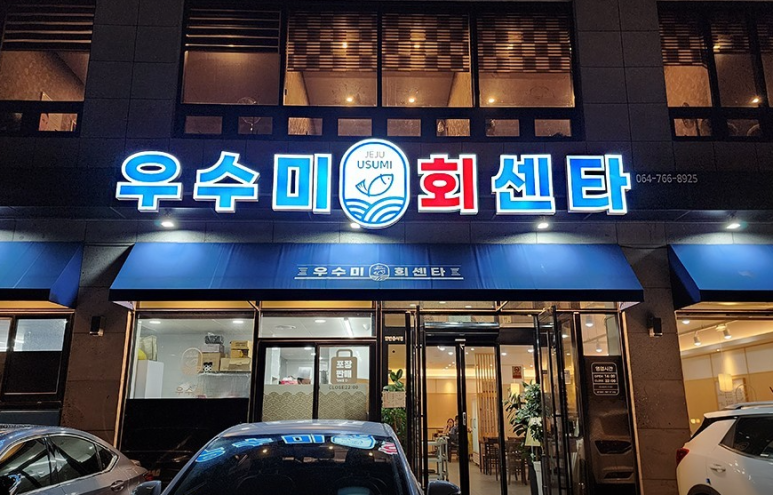 우수미 JEJU USUMI 회센타
064-766-8925
우수미 회센타
포장
판매
영업시간